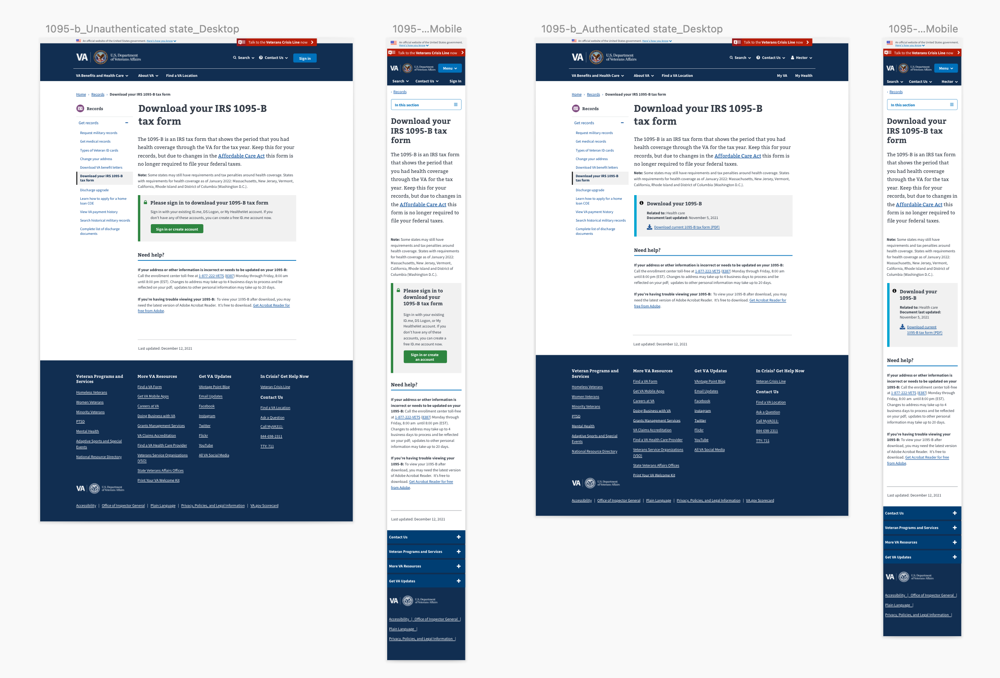 1095-b_Unauthenticated state_Desktop
An official website of the United States government. Here's how you know
Talk to the Veterans Crisis Line now
VA
U.S. Department
of Veterans Affairs
Search
Contact Us
Sign in
VA Benefits and Health Care
About VA
Find a VA Location
Home › Records › Download your IRS 1095-B tax form
Records
Get records
Request military records
Get medical records
Types of Veteran ID cards
Change your address
Download VA benefit letters
Download your IRS 1095-B
tax form
Discharge upgrade
Learn how to apply for a home
loan COE
View VA payment history
Search historical military records
Complete list of discharge
documents
Download your IRS 1095-B
tax form
The 1095-B is an IRS tax form that shows the period that you had
health coverage through the VA for the tax year. Keep this for your
records, but due to changes in the Affordable Care Act this form is
no longer required to file your federal taxes.
Note: Some states may still have requirements and tax penalties around health coverage. States
with requirements for health coverage as of January 2022: Massachusetts, New Jersey, Vermont,
California, Rhode Island and District of Columbia (Washington D.C.).
Please sign in to download your 1095-B tax form
Sign in with your existing ID.me, DS Logon, or My HealtheVet account. If you
don't have any of these accounts, you can create a free ID.me account now.
Sign in or create account
Need help?
If your address or other information is incorrect or needs to be updated on your 1095-B:
Call the enrollment center toll-free at 1-877-222-VETS (8387) Monday through Friday, 8:00 am
until 8:00 pm (EST). Changes to address may take up to 4 business days to process and be
reflected on your pdf; updates to other personal information may take up to 20 days.
If you're having trouble viewing your 1095-B: To view your 1095-B after download, you may
need the latest version of Adobe Acrobat Reader. It's free to download. Get Acrobat Reader for
free from Adobe.
Last updated: December 12, 2021
Veteran Programs and
Services
Homeless Veterans
Women Veterans
Minority Veterans
PTSD
Mental Health
Adaptive Sports and Special
Events
National Resource Directory
More VA Resources
Find a VA Form
Get VA Mobile Apps
Careers at VA
Doing Business with VA
Grants Management Services
VA Claims Accreditation
Find a VA Health Care Provider
Veterans Service Organizations
(VSO)
State Veterans Affairs Offices
Print Your VA Welcome Kit
Get VA Updates
VAntage Point Blog
Email Updates
Facebook
Instagram
Twitter
Flickr
YouTube
All VA Social Media
In Crisis? Get Help Now
Veteran Crisis Line
Contact Us
Find a VA Location
Ask a Question
Call MyVA311:
844-698-2311
TTY: 711
VA
U.S. Department
of Veterans Affairs
Accessibility | Office of Inspector General | Plain Language | Privacy, Policies, and Legal Information | VA.gov Scorecard
1095-...Mobile
An official website of the United States government.
Here's how you know
Talk to the Veterans Crisis Line now
VA
U.S. Department
of Veterans Affairs
Menu
Search
Contact Us
Sign In
‹ Records
In this section
Download your
IRS 1095-B tax
form
The 1095-B is an IRS tax form
that shows the period that
you had health coverage
through the VA for the tax
year. Keep this for your
records, but due to changes in
the Affordable Care Act this
form is no longer required to
file your federal taxes.
Note: Some states may still have
requirements and tax penalties around
health coverage. States with requirements
for health coverage as of January 2022:
Massachusetts, New Jersey, Vermont,
California, Rhode Island and District of
Columbia (Washington D.C.).
Please sign in to
download your
1095-B tax form
Sign in with your existing
ID.me, DS Logon, or My
HealtheVet account. If you
don't have any of these
accounts, you can create a
free ID.me account now.
Sign in or create
an account
Need help?
If your address or other information is
incorrect or needs to be updated on your
1095-B: Call the enrollment center toll-free
at 1-877-222-VETS (8387) Monday through
Friday, 8:00 am until 8:00 pm (EST).
Changes to address may take up to 4
business days to process and be reflected
on your pdf; updates to other personal
information may take up to 20 days.
If you're having trouble viewing your
1095-B: To view your 1095-B after
download, you may need the latest version
of Adobe Acrobat Reader. It's free to
download. Get Acrobat Reader for free
from Adobe.
Last updated: December 12, 2021
Contact Us
Veteran Programs and Services
More VA Resources
Get VA Updates
VA
U.S. Department
of Veterans Affairs
Accessibility | Office of Inspector General |
Plain Language |
Privacy, Policies, and Legal Information |
1095-b_Authenticated state_Desktop
An official website of the United States government. Here's how you know
Talk to the Veterans Crisis Line now
VA
U.S. Department
of Veterans Affairs
Search
Contact Us
Hector
VA Benefits and Health Care
About VA
Find a VA Location
My VA
My Health
Home › Records › Download your IRS 1095-B tax form
Records
Get records
Request military records
Get medical records
Types of Veteran ID cards
Change your address
Download VA benefit letters
Download your IRS 1095-B
tax form
Discharge upgrade
Learn how to apply for a home
loan COE
View VA payment history
Search historical military records
Complete list of discharge
documents
Download your IRS 1095-B
tax form
The 1095-B is an IRS tax form that shows the period that you had
health coverage through the VA for the tax year. Keep this for your
records, but due to changes in the Affordable Care Act this form is
no longer required to file your federal taxes.
Note: Some states may still have requirements and tax penalties around health coverage. States
with requirements for health coverage as of January 2022: Massachusetts, New Jersey, Vermont,
California, Rhode Island and District of Columbia (Washington D.C.).
Download your 1095-B
Related to: Health care
Document last updated: November 5, 2021
Download current 1095-B tax form (PDF)
Need help?
If your address or other information is incorrect or needs to be updated on your 1095-B:
Call the enrollment center toll-free at 1-877-222-VETS (8387) Monday through Friday, 8:00 am
until 8:00 pm (EST). Changes to address may take up to 4 business days to process and be
reflected on your pdf; updates to other personal information may take up to 20 days.
If you're having trouble viewing your 1095-B: To view your 1095-B after download, you may
need the latest version of Adobe Acrobat Reader. It's free to download. Get Acrobat Reader for
free from Adobe.
Last updated: December 12, 2021
Veteran Programs and
Services
Homeless Veterans
Women Veterans
Minority Veterans
PTSD
Mental Health
Adaptive Sports and Special
Events
National Resource Directory
More VA Resources
Find a VA Form
Get VA Mobile Apps
Careers at VA
Doing Business with VA
Grants Management Services
VA Claims Accreditation
Find a VA Health Care Provider
Veterans Service Organizations
(VSO)
State Veterans Affairs Offices
Print Your VA Welcome Kit
Get VA Updates
VAntage Point Blog
Email Updates
Facebook
Instagram
Twitter
Flickr
YouTube
All VA Social Media
In Crisis? Get Help Now
Veteran Crisis Line
Contact Us
Find a VA Location
Ask a Question
Call MyVA311:
844-698-2311
TTY: 711
VA
U.S. Department
of Veterans Affairs
Accessibility | Office of Inspector General | Plain Language | Privacy, Policies, and Legal Information | VA.gov Scorecard
1095-...Mobile
An official website of the United States government.
Here's how you know
Talk to the Veterans Crisis Line now
VA
U.S. Department
of Veterans Affairs
Menu
Search
Contact Us
Hector
‹ Records
In this section
Download your
IRS 1095-B tax
form
The 1095-B is an IRS tax form
that shows the period that
you had health coverage
through the VA for the tax
year. Keep this for your
records, but due to changes in
the Affordable Care Act this
form is no longer required to
file your federal taxes.
Note: Some states may still have
requirements and tax penalties around
health coverage. States with requirements
for health coverage as of January 2022:
Massachusetts, New Jersey, Vermont,
California, Rhode Island and District of
Columbia (Washington D.C.).
Download your
1095-B
Related to: Health care
Document last updated:
November 5, 2021
Download current
1095-B tax form (PDF)
Need help?
If your address or other information is
incorrect or needs to be updated on your
1095-B: Call the enrollment center toll-free
at 1-877-222-VETS (8387) Monday through
Friday, 8:00 am until 8:00 pm (EST).
Changes to address may take up to 4
business days to process and be reflected
on your pdf; updates to other personal
information may take up to 20 days.
If you're having trouble viewing your
1095-B: To view your 1095-B after
download, you may need the latest version
of Adobe Acrobat Reader. It's free to
download. Get Acrobat Reader for free
from Adobe.
Last updated: December 12, 2021
Contact Us
Veteran Programs and Services
More VA Resources
Get VA Updates
VA
U.S. Department
of Veterans Affairs
Accessibility | Office of Inspector General |
Plain Language |
Privacy, Policies, and Legal Information |